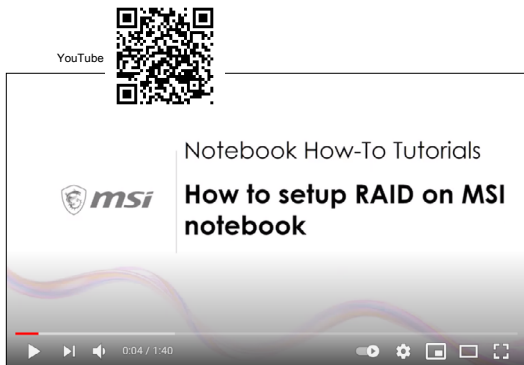 YouTube
Notebook How-To Tutorials
msi
How to setup RAID on MSI
notebook
0:04 / 1:40